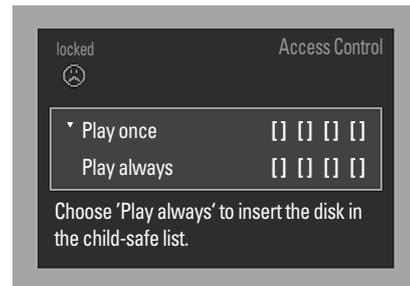 locked
Access Control
Play once [] [] [] []
Play always [] [] [] []
Choose ’Play always‘ to insert the disk in
the child-safe list.